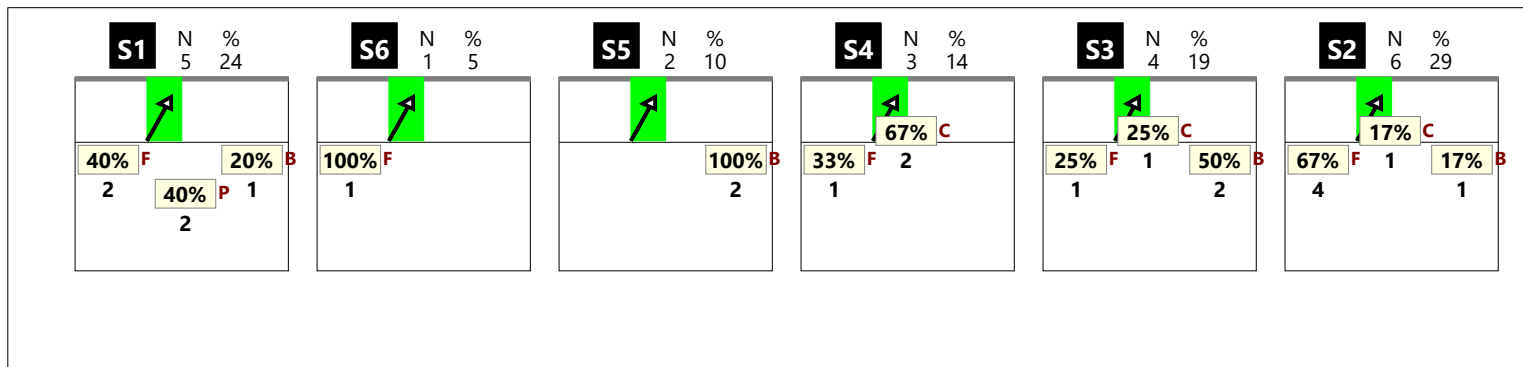 S1 N % S6 N % S5 N % S4 N % S3 N % S2 N %
5 24 1 5 2 10 3 14 4 19 6 29
67% C 25% C 17% C
40% F 20% B 100% F 100% B 33% F 2 25% F 1 50% B 67% F 1 17% B
2 40% P 1 1 2 1 1 2 4 1
2